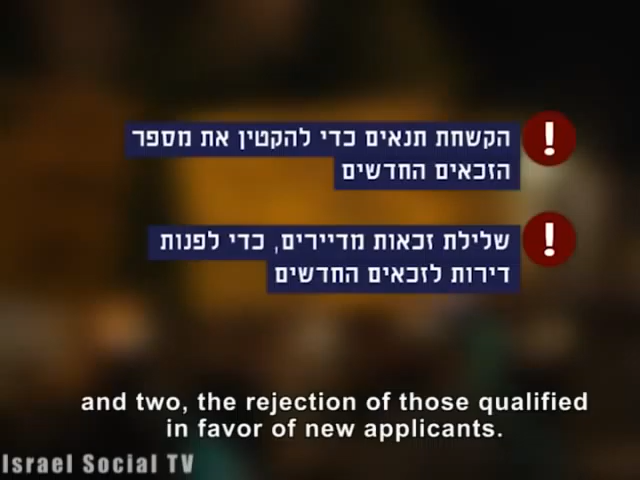 הקשחת תנאים כדי להקטין את מספר
הזכאים החדשים
שלילת זכאות מדיירים, כדי לפנות
דירות לזכאים החדשים
and two, the rejection of those qualified
in favor of new applicants.
Israel Social TV